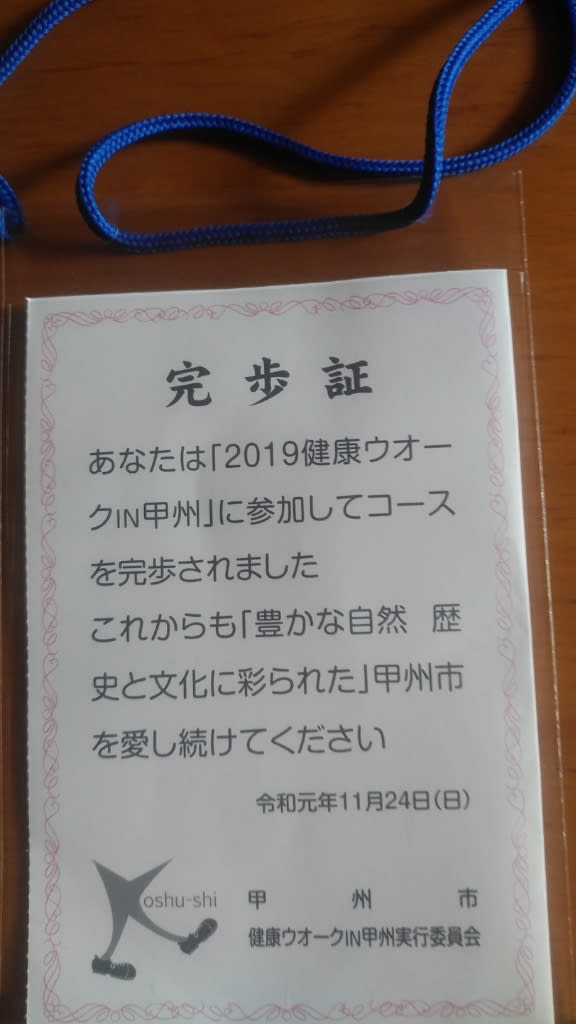 完歩証
あなたは「2019健康ウオー
クIN甲州」に参加してコース
を完歩されました
これからも「豊かな自然　歴
史と文化に彩られた」甲州市
を愛し続けてください
令和元年11月24日(日)
Koshu-shi
甲州市
健康ウオークIN甲州実行委員会